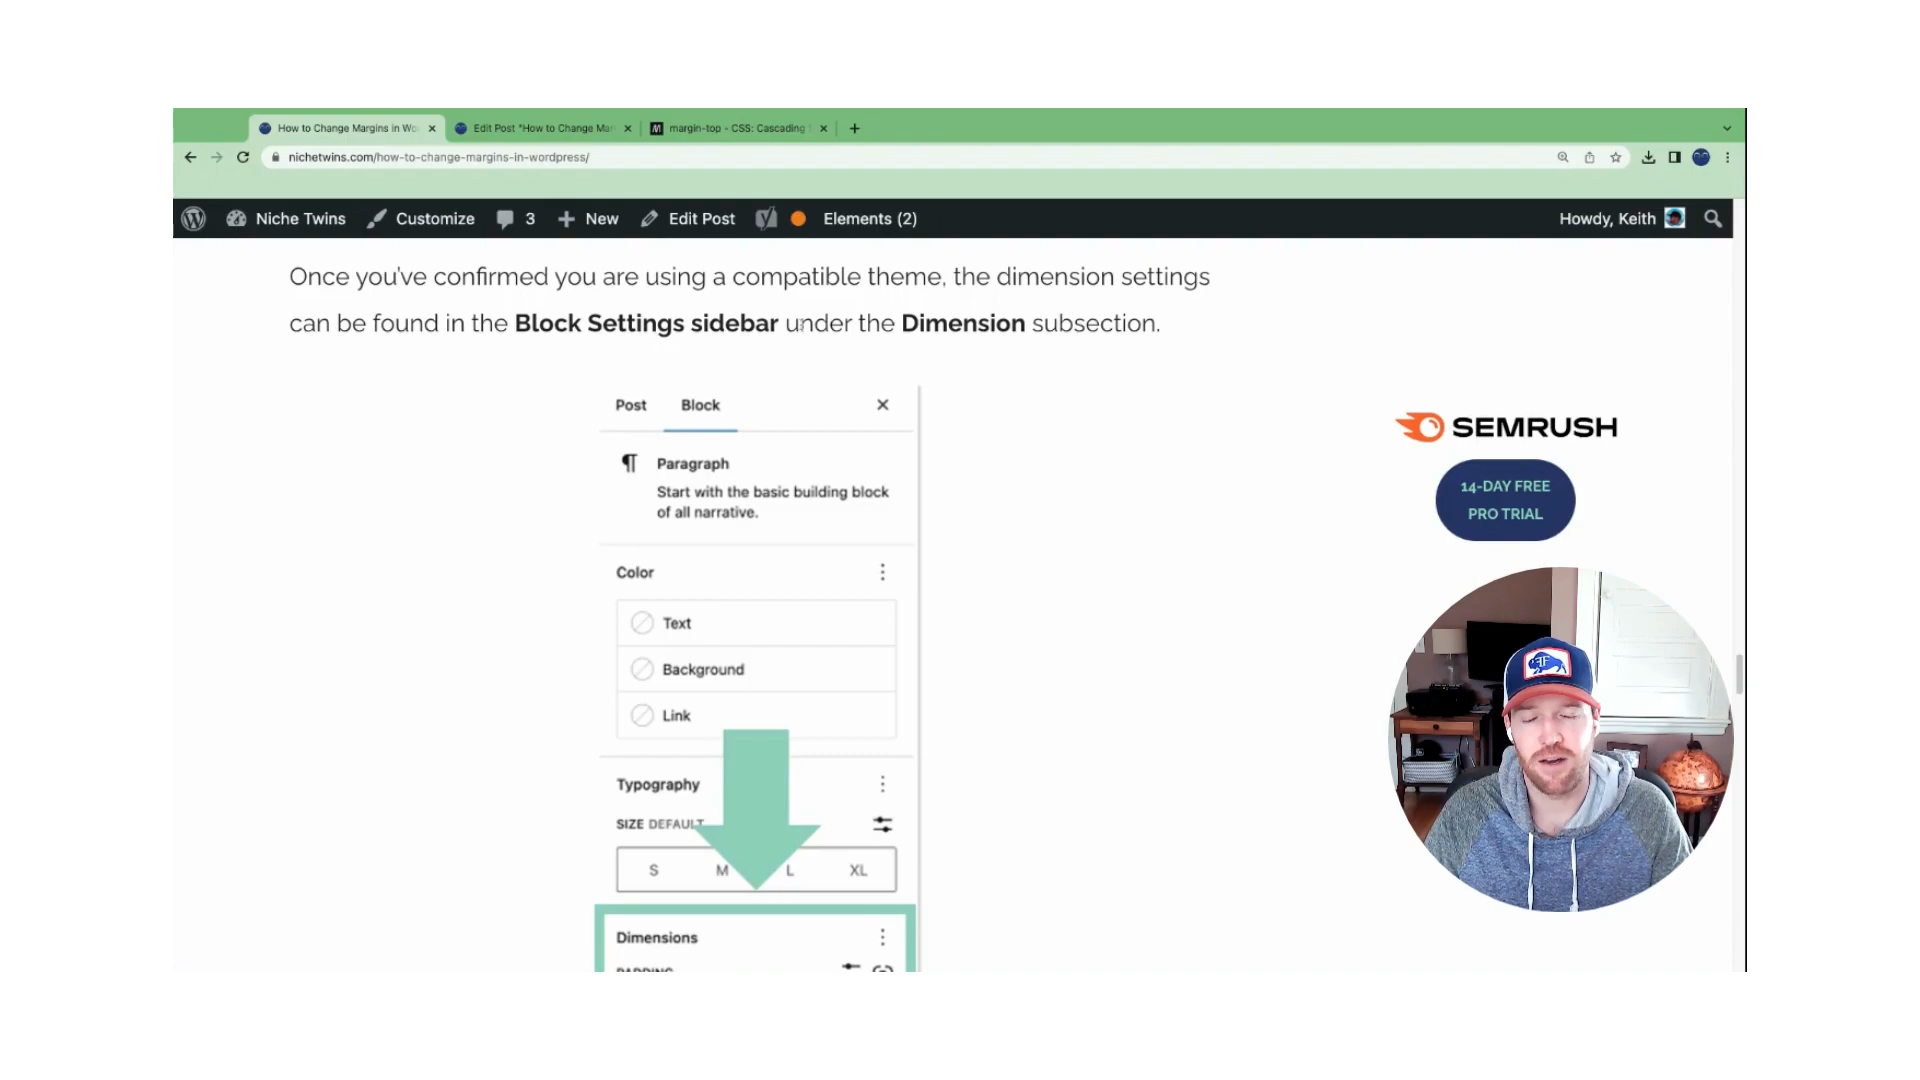 How to Change Margins in Wo
Edit Post "How to Change Mar
margin-top - CSS: Cascading
nichetwins.com/how-to-change-margins-in-wordpress/
Niche Twins
Customize
3
New
Edit Post
Elements (2)
Howdy, Keith
Once you've confirmed you are using a compatible theme, the dimension settings
can be found in the Block Settings sidebar under the Dimension subsection.
Post
Block
Paragraph
Start with the basic building block
of all narrative.
Color
Text
Background
Link
Typography
SIZE DEFAULT
S
M
L
XL
Dimensions
PADDING
SEMRUSH
14-DAY FREE
PRO TRIAL